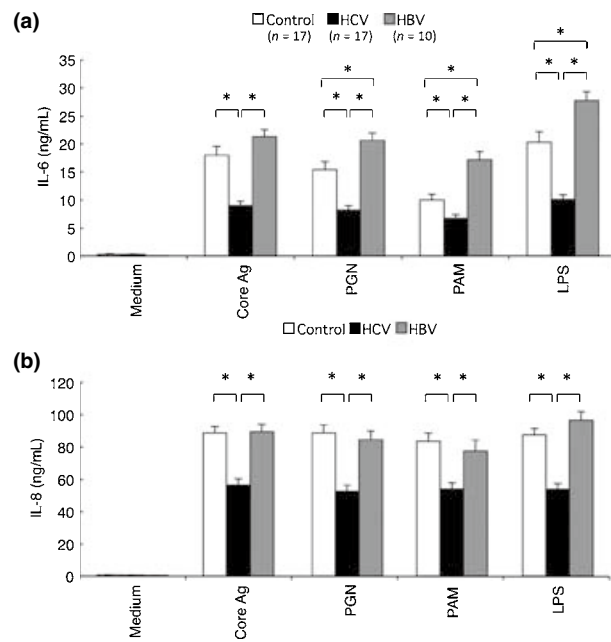 (a)
Control HCV HBV
(n = 17) (n = 17) (n = 10)
IL-6 (ng/mL)
35
30
25
20
15
10
5
0
* * * * * * * * * * *
Medium Core Ag PGN PAM LPS
(b)
Control HCV HBV
IL-8 (ng/mL)
120
100
80
60
40
20
0
* * * * * * * *
Medium Core Ag PGN PAM LPS